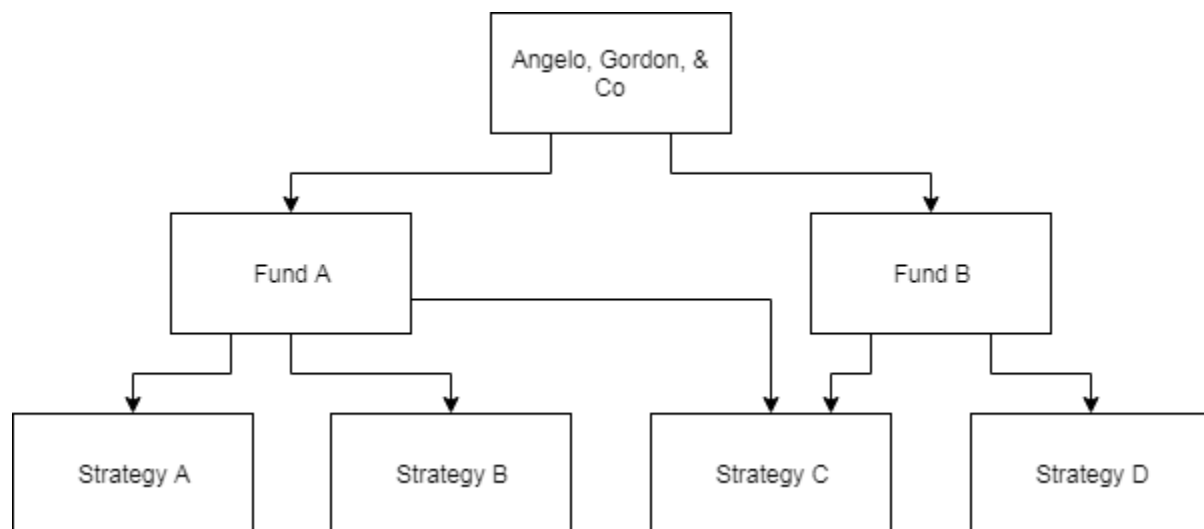 Angelo, Gordon, &
Co
Fund A
Fund B
Strategy A
Strategy B
Strategy C
Strategy D